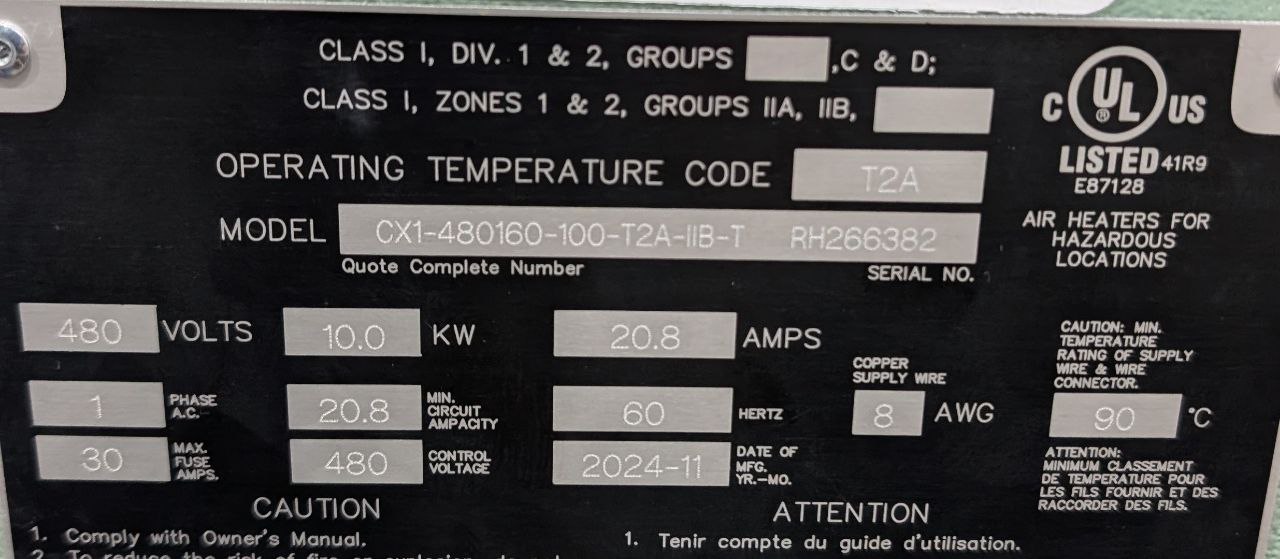 CLASS I, DIV. 1 & 2, GROUPS ,C & D;
CLASS I, ZONES 1 & 2, GROUPS IIA, IIB,
C UL US
®
LISTED 41R9
E87128
OPERATING TEMPERATURE CODE T2A
MODEL CX1-480160-100-T2A-IIB-T RH266382
Quote Complete Number SERIAL NO.
AIR HEATERS FOR
HAZARDOUS
LOCATIONS
480 VOLTS 10.0 KW 20.8 AMPS
1 PHASE
A.C.
20.8 MIN.
CIRCUIT
AMPACITY
60 HERTZ
COPPER
SUPPLY WIRE
8 AWG
CAUTION: MIN.
TEMPERATURE
RATING OF SUPPLY
WIRE & WIRE
CONNECTOR.
90 °C
30 MAX.
FUSE
AMPS.
480 CONTROL
VOLTAGE
2024-11 DATE OF
MFG.
YR.-MO.
ATTENTION:
MINIMUM CLASSEMENT
DE TEMPERATURE POUR
LES FILS FOURNIR ET DES
RACCORDER DES FILS.
CAUTION
1. Comply with Owner's Manual.
2. To reduce the risk of fire or explosion, do not
ATTENTION
1. Tenir compte du guide d'utilisation.